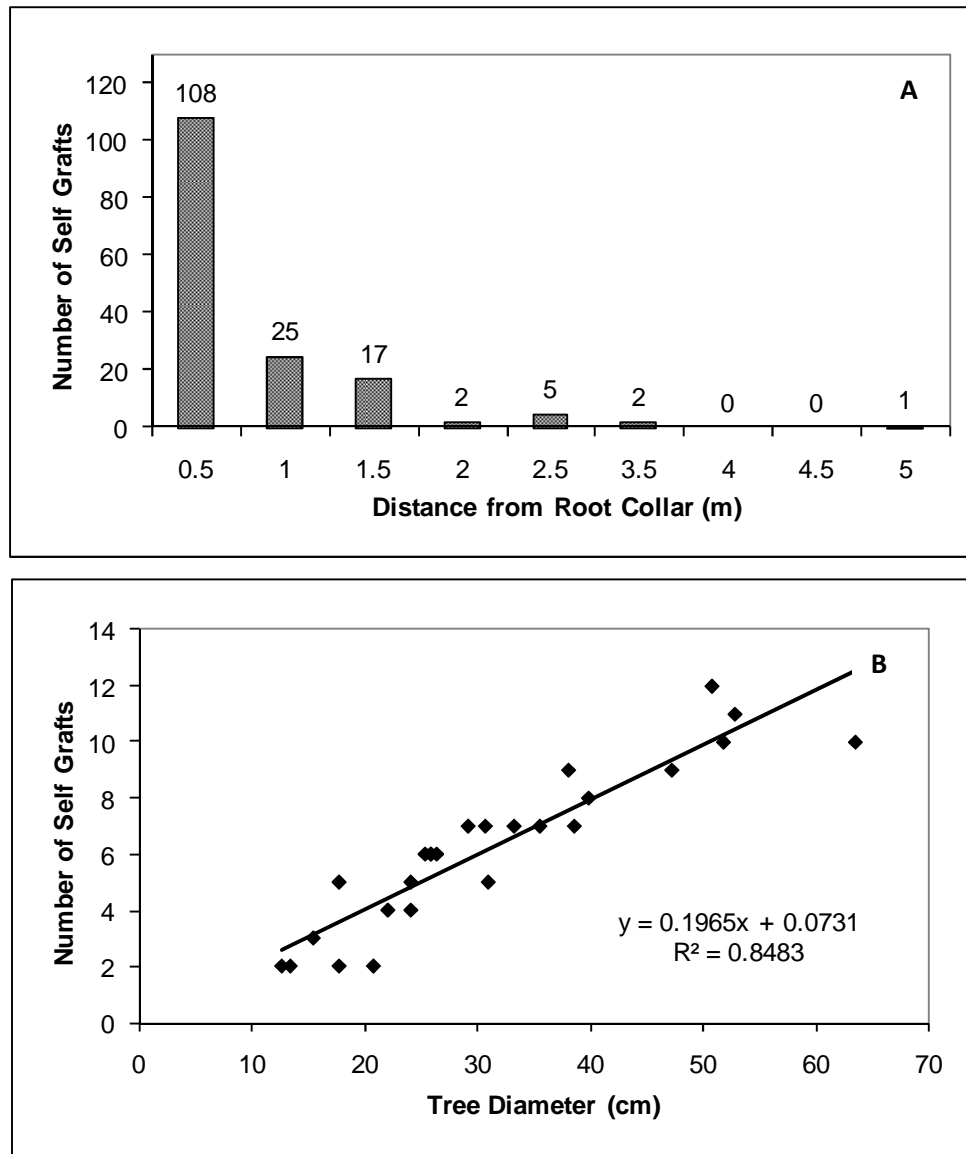 A
Number of Self Grafts
120
100
80
60
40
20
0
108
25
17
2
5
2
0
0
1
0.5 1 1.5 2 2.5 3.5 4 4.5 5
Distance from Root Collar (m)
B
Number of Self Grafts
14
12
10
8
6
4
2
0
y = 0.1965x + 0.0731
R² = 0.8483
0 10 20 30 40 50 60 70
Tree Diameter (cm)